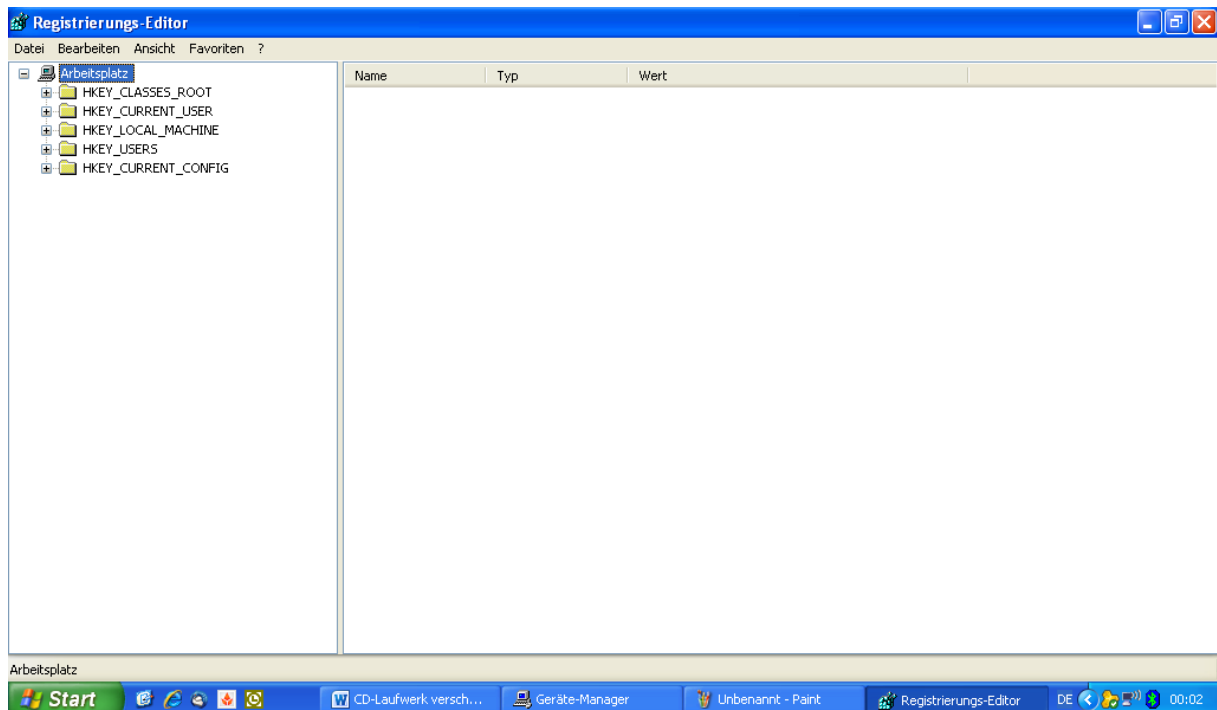 Registrierungs-Editor
Datei Bearbeiten Ansicht Favoriten ?
Arbeitsplatz
HKEY_CLASSES_ROOT
HKEY_CURRENT_USER
HKEY_LOCAL_MACHINE
HKEY_USERS
HKEY_CURRENT_CONFIG
Name Typ Wert
Arbeitsplatz
Start CD-Laufwerk versch... Geräte-Manager Unbenannt - Paint Registrierungs-Editor DE 00:02